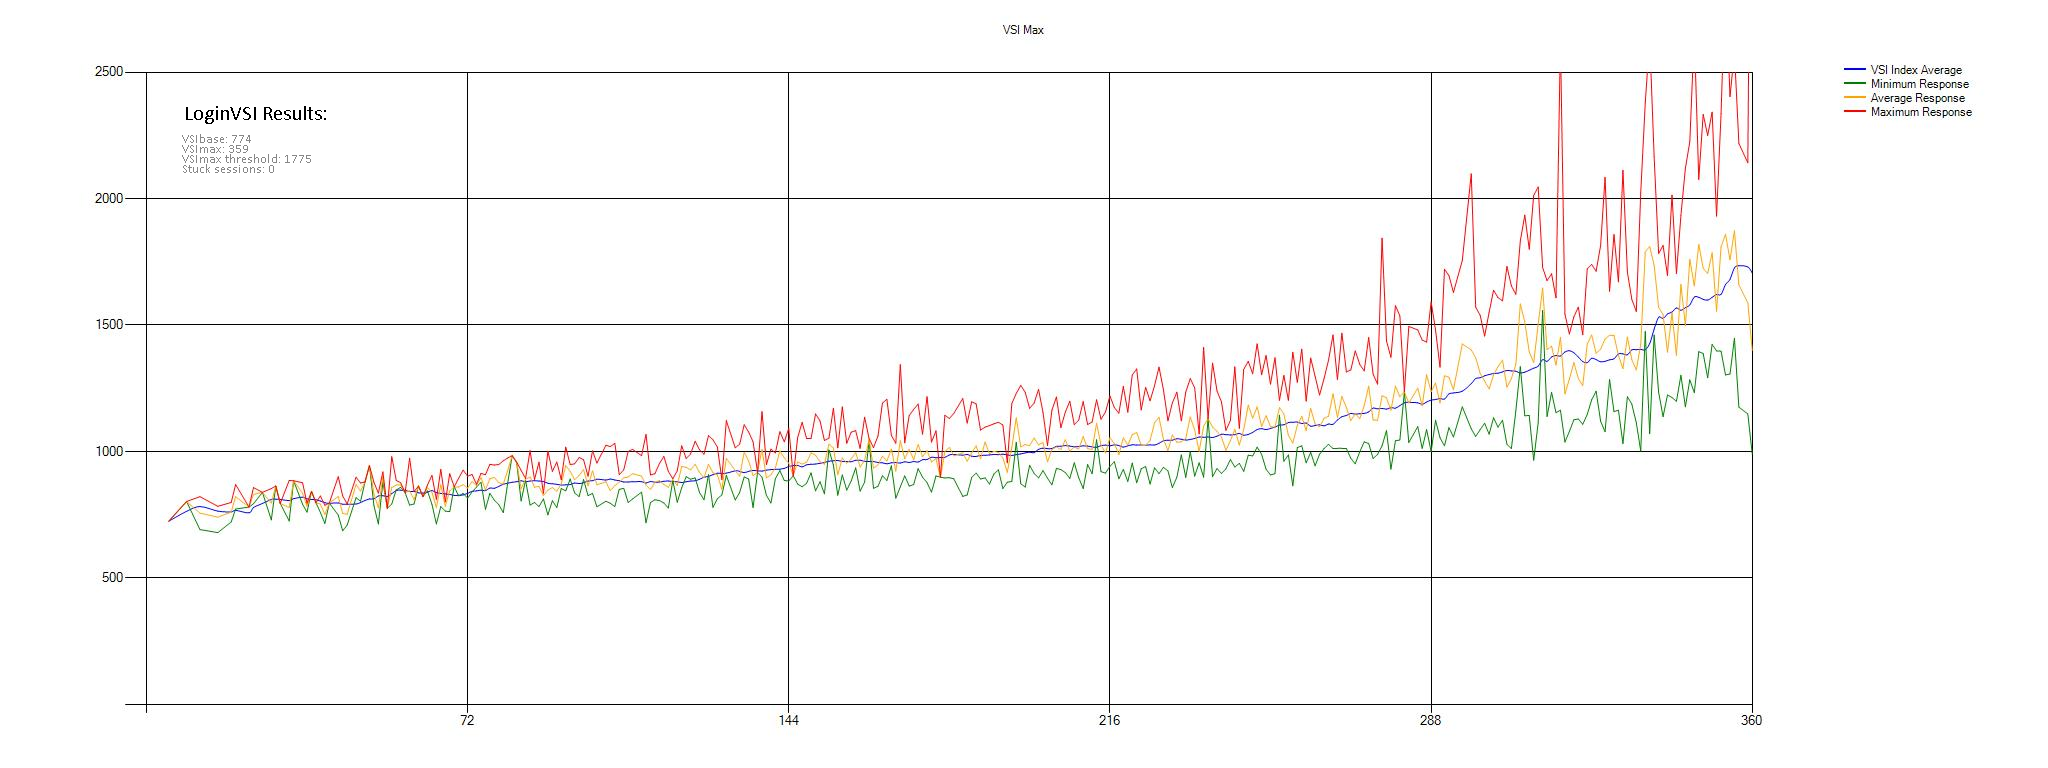 VSI Max
2500
2000
1500
1000
500
LoginVSI Results:
VSIbase: 774
VSImax: 359
VSImax threshold: 1775
Stuck sessions: 0
VSI Index Average
Minimum Response
Average Response
Maximum Response
72
144
216
288
360